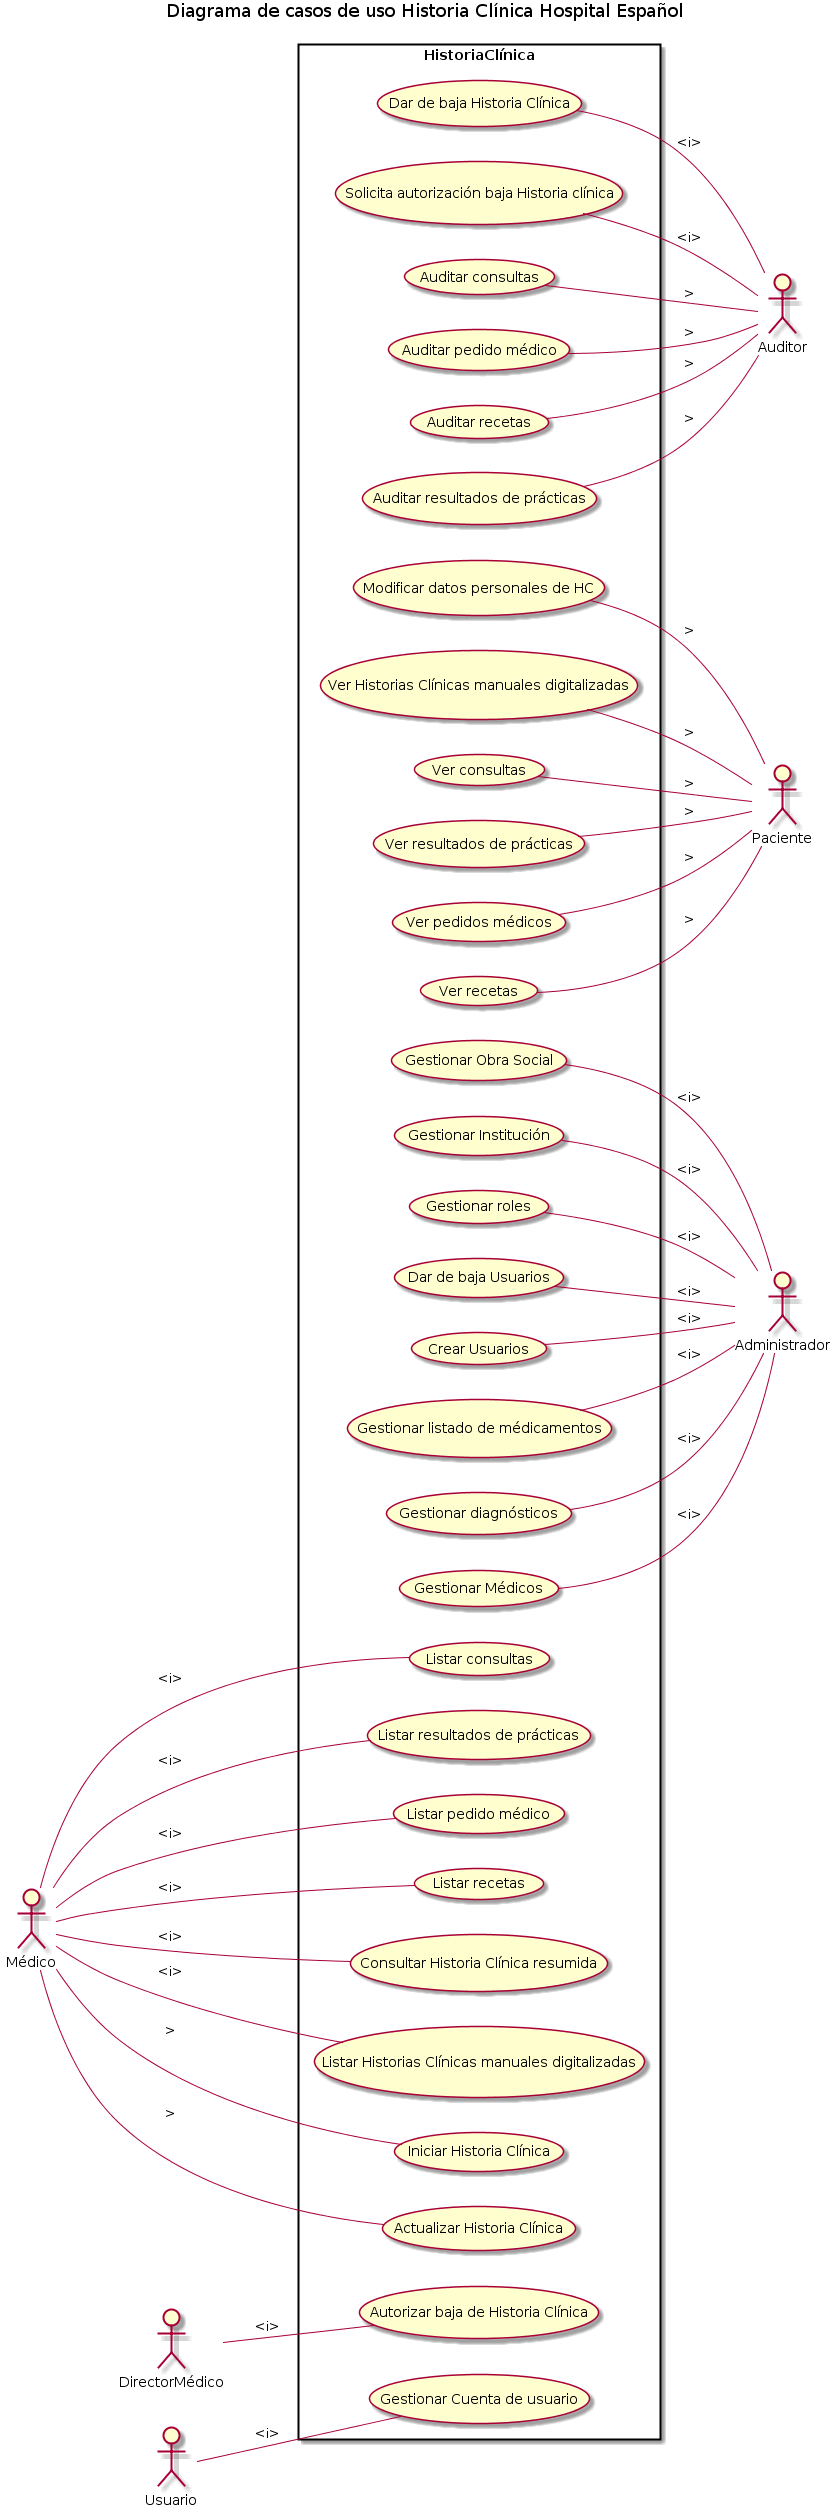 Diagrama de casos de uso Historia Clínica Hospital Español
HistoriaClínica
Dar de baja Historia Clínica
<i>
Solicita autorización baja Historia clínica
<i>
Auditar consultas
>
Auditar pedido médico
>
Auditor
Auditar recetas
>
Auditar resultados de prácticas
>
Modificar datos personales de HC
>
Ver Historias Clínicas manuales digitalizadas
>
Ver consultas
>
Ver resultados de prácticas
>
Paciente
Ver pedidos médicos
>
Ver recetas
>
Gestionar Obra Social
<i>
Gestionar Institución
<i>
Gestionar roles
<i>
Dar de baja Usuarios
<i>
Crear Usuarios
<i>
Administrador
Gestionar listado de médicamentos
<i>
Gestionar diagnósticos
<i>
Gestionar Médicos
<i>
Listar consultas
<i>
Listar resultados de prácticas
<i>
Listar pedido médico
<i>
Listar recetas
<i>
Médico
Consultar Historia Clínica resumida
<i>
Listar Historias Clínicas manuales digitalizadas
<i>
Iniciar Historia Clínica
>
Actualizar Historia Clínica
>
Autorizar baja de Historia Clínica
<i>
DirectorMédico
Gestionar Cuenta de usuario
<i>
Usuario